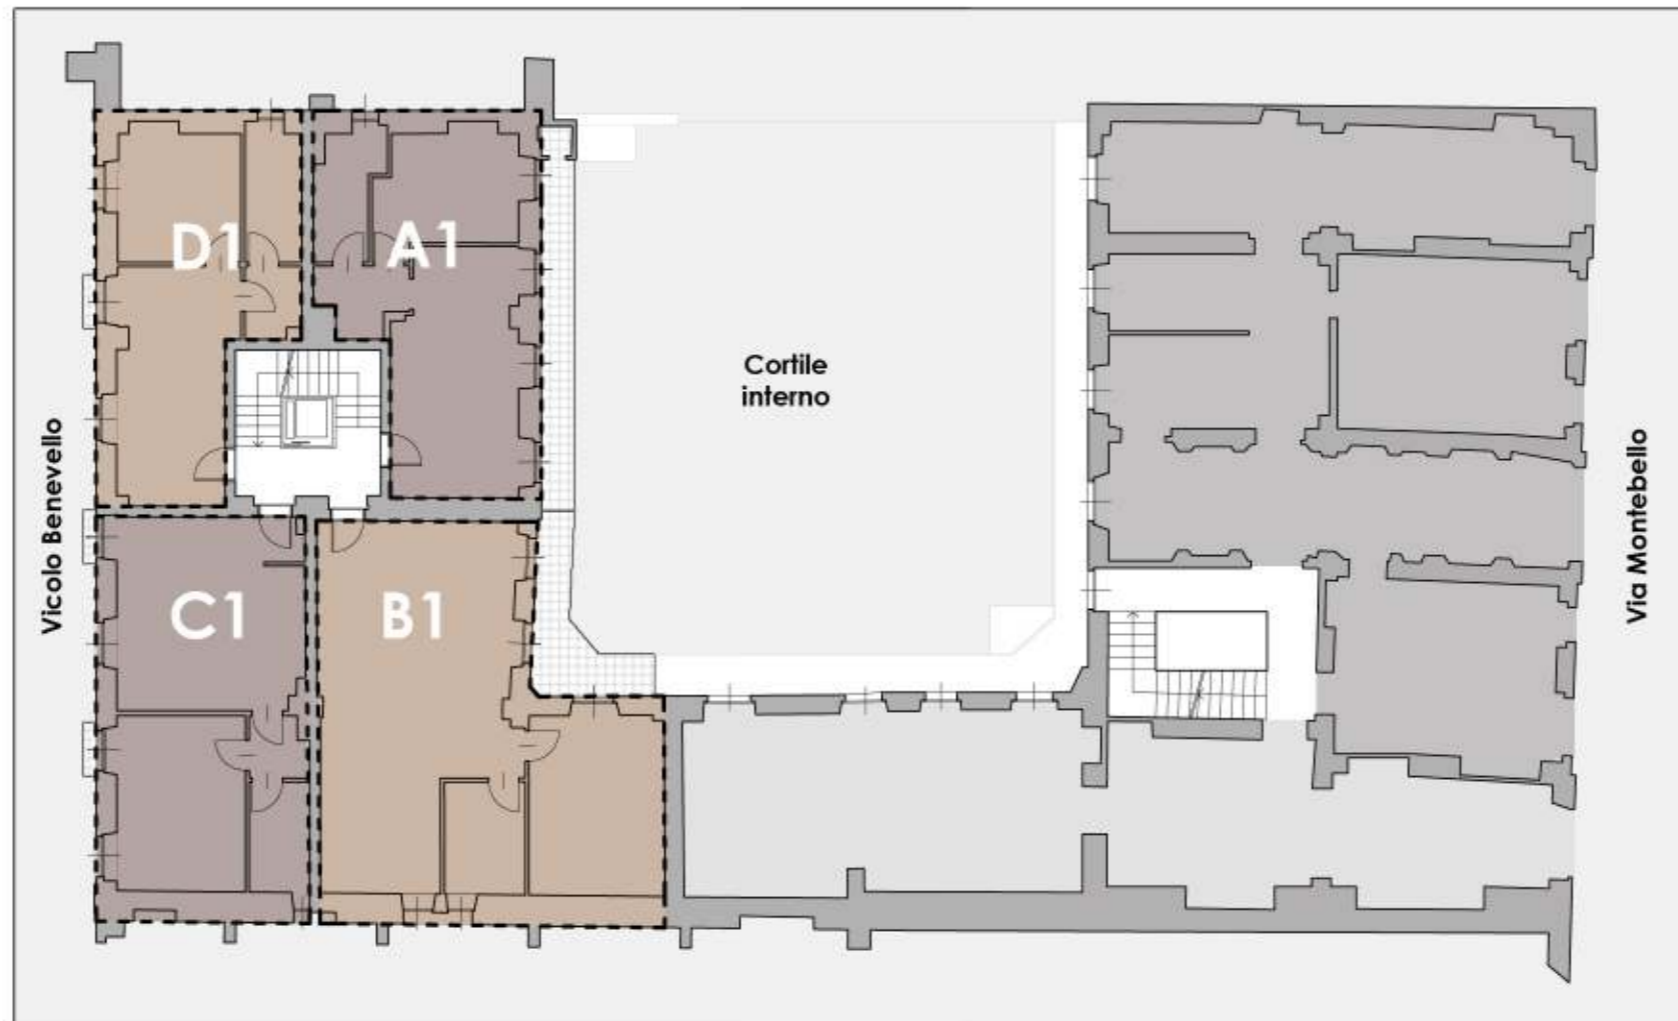 D1
A1
Cortile
interno
Vicolo Benevello
Via Montebello
C1
B1